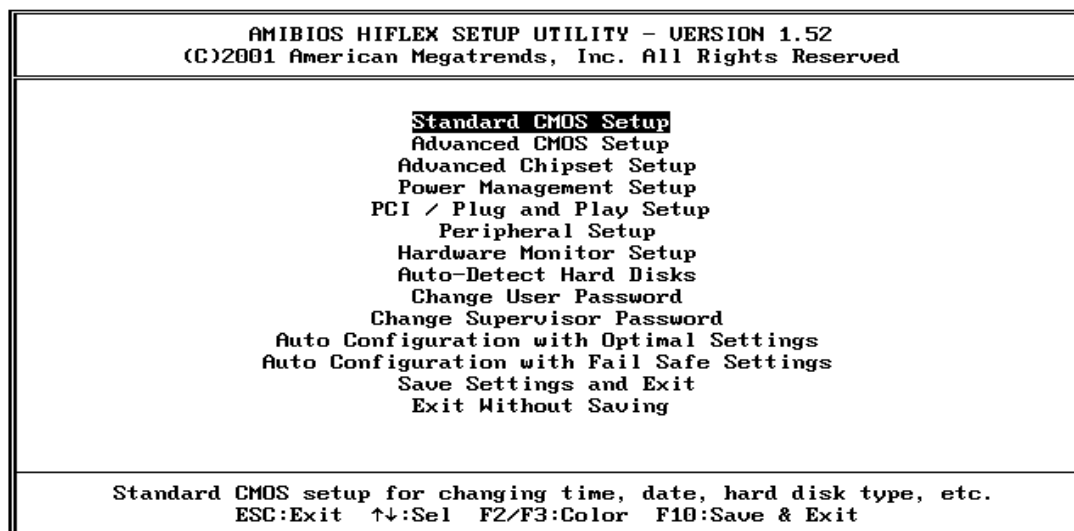 AMIBIOS HIFLEX SETUP UTILITY - VERSION 1.52
(C)2001 American Megatrends, Inc. All Rights Reserved
Standard CMOS Setup
Advanced CMOS Setup
Advanced Chipset Setup
Power Management Setup
PCI / Plug and Play Setup
Peripheral Setup
Hardware Monitor Setup
Auto-Detect Hard Disks
Change User Password
Change Supervisor Password
Auto Configuration with Optimal Settings
Auto Configuration with Fail Safe Settings
Save Settings and Exit
Exit Without Saving
Standard CMOS setup for changing time, date, hard disk type, etc.
ESC:Exit ↑↓:Sel F2/F3:Color F10:Save & Exit